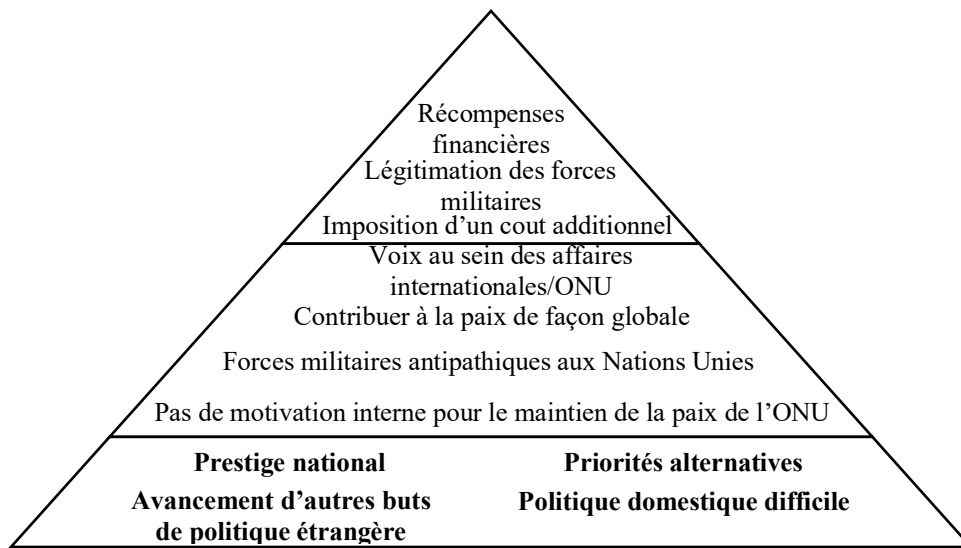 Récompenses
financières
Légitimation des forces
militaires
Imposition d’un cout additionnel
Voix au sein des affaires
internationales/ONU
Contribuer à la paix de façon globale
Forces militaires antipathiques aux Nations Unies
Pas de motivation interne pour le maintien de la paix de l’ONU
Prestige national
Avancement d’autres buts
de politique étrangère
Priorités alternatives
Politique domestique difficile